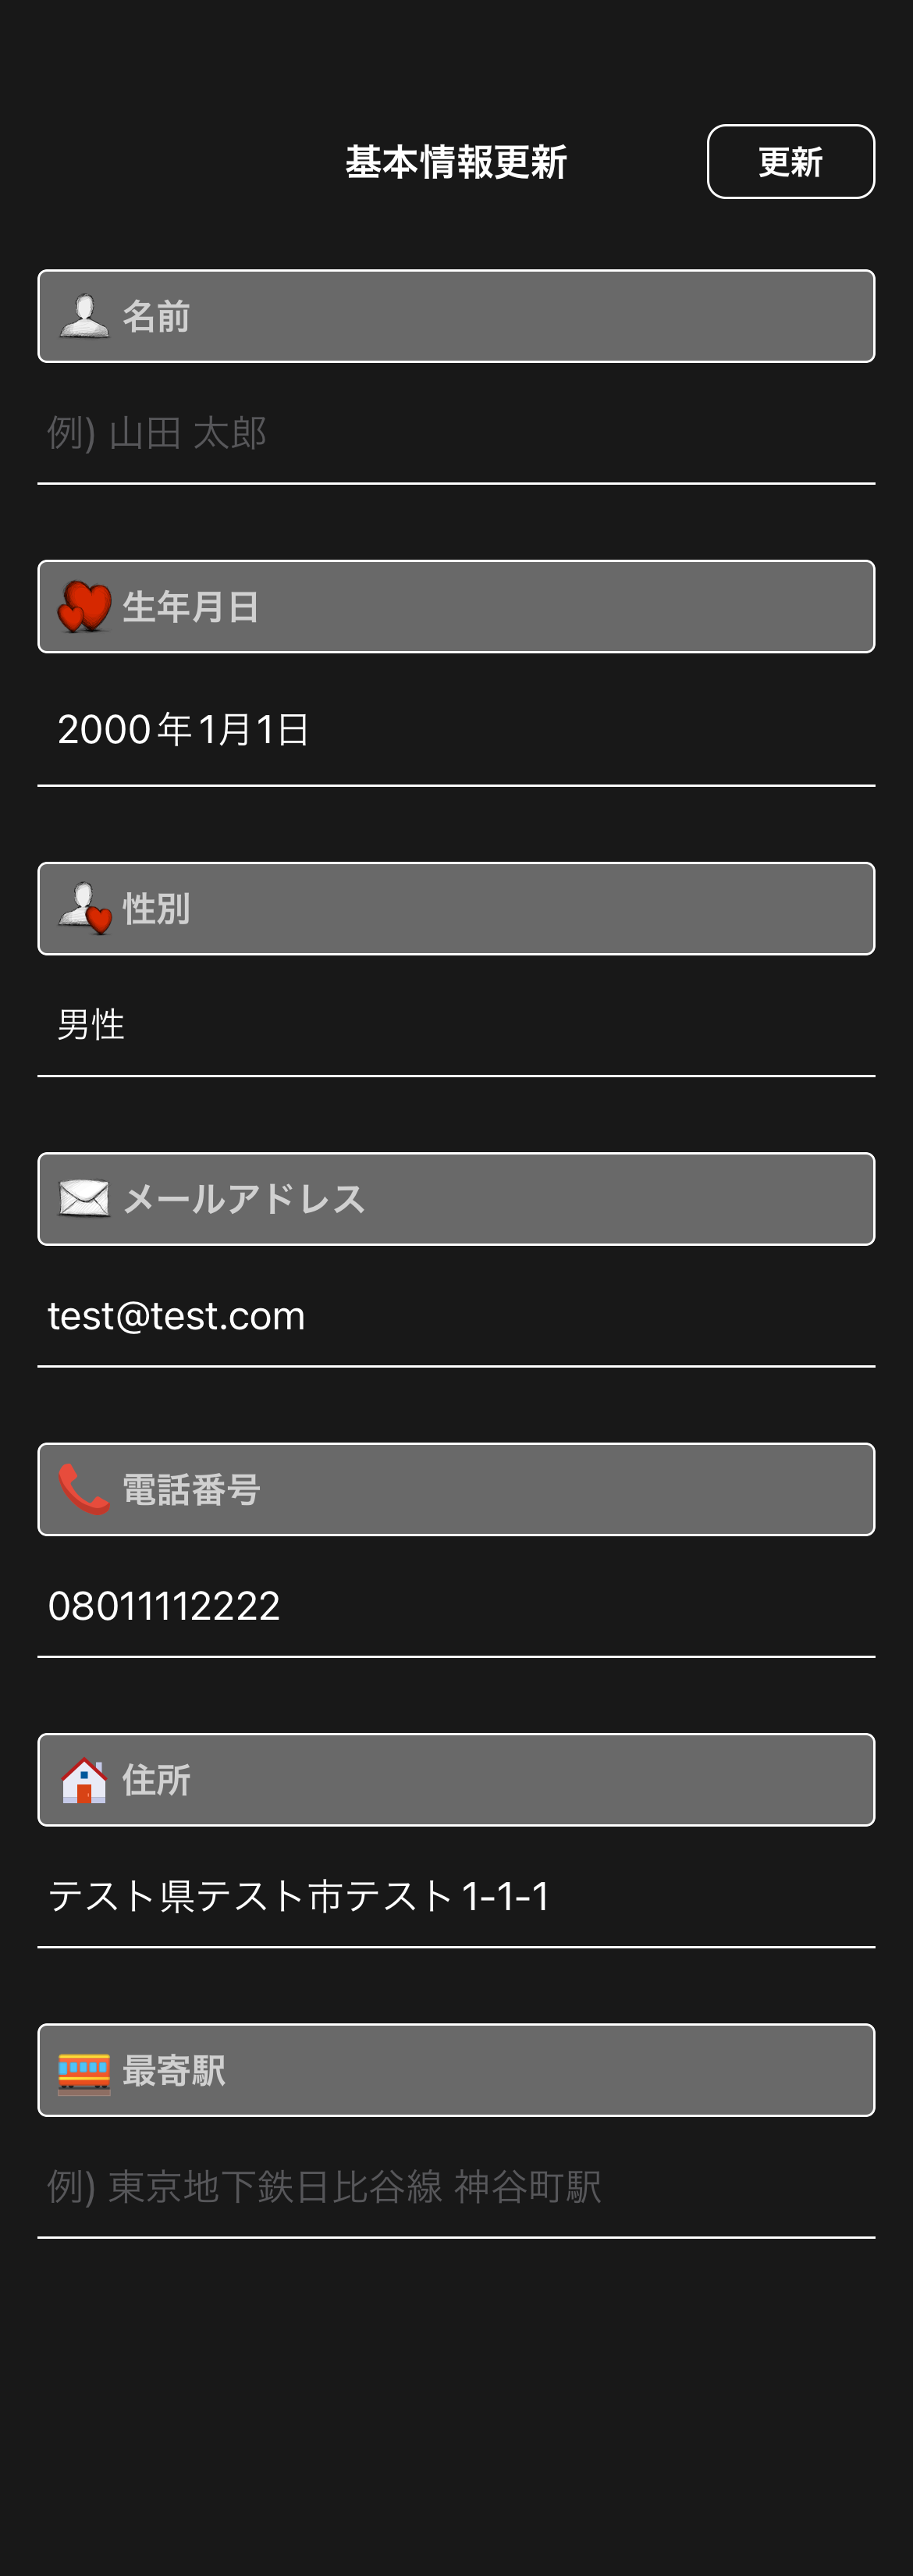 基本情報更新
更新
名前
例) 山田 太郎
生年月日
2000年1月1日
性別
男性
メールアドレス
test@test.com
電話番号
08011112222
住所
テスト県テスト市テスト1-1-1
最寄駅
例) 東京地下鉄日比谷線 神谷町駅